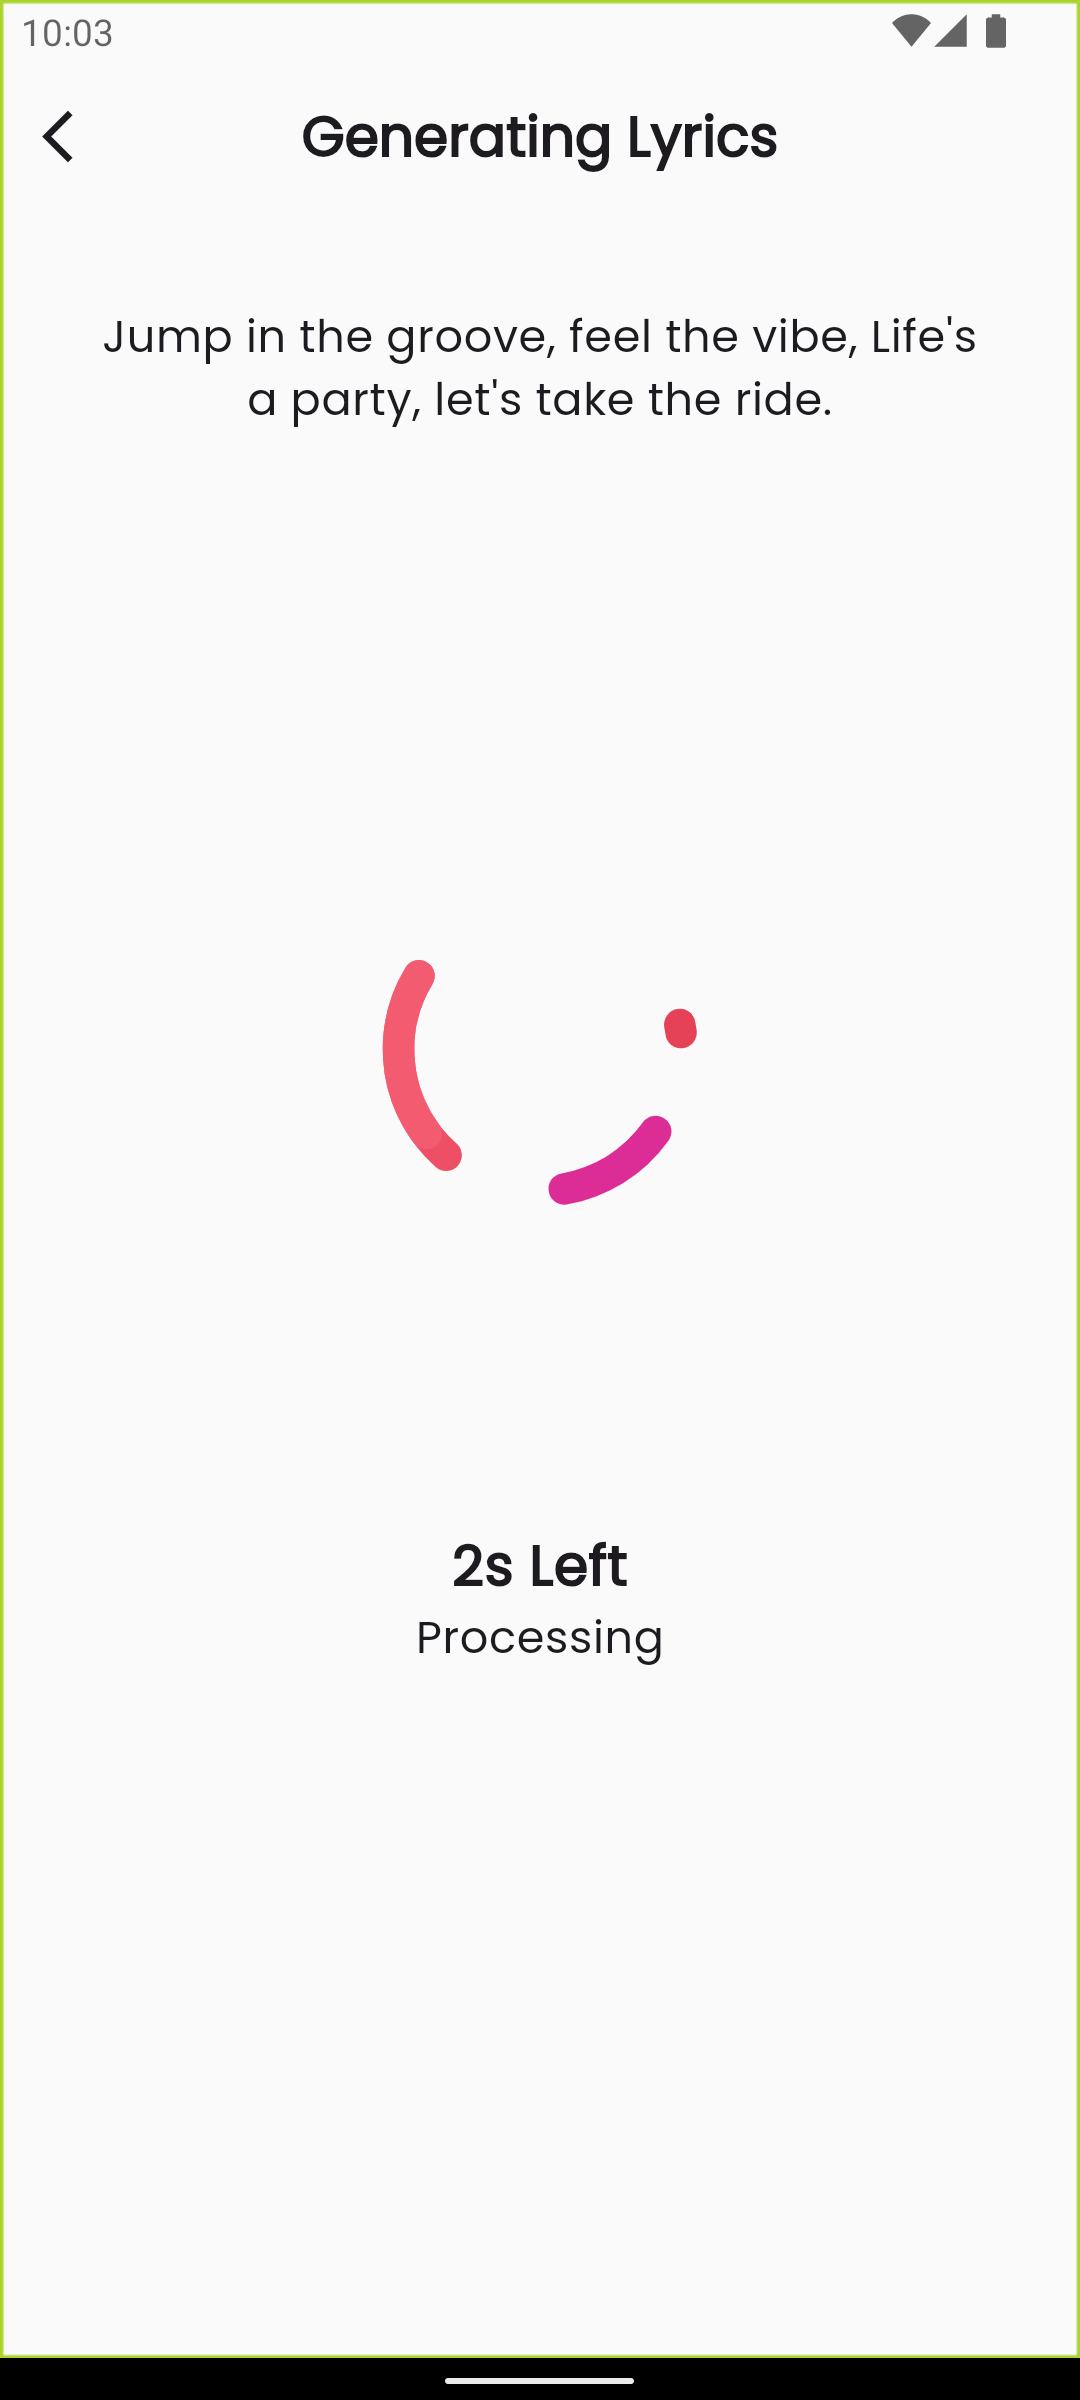 10:03
Generating Lyrics
Jump in the groove, feel the vibe, Life's
a party, let's take the ride.
2s Left
Processing